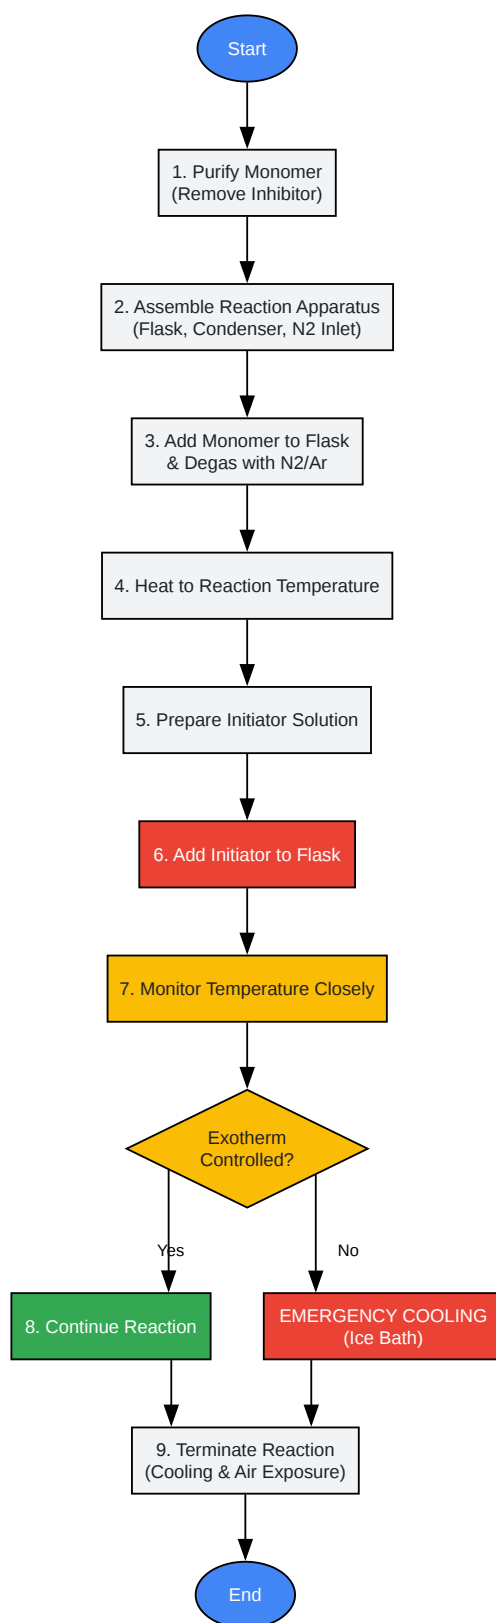 Start
1. Purify Monomer
(Remove Inhibitor)
2. Assemble Reaction Apparatus
(Flask, Condenser, N2 Inlet)
3. Add Monomer to Flask
& Degas with N2/Ar
4. Heat to Reaction Temperature
5. Prepare Initiator Solution
6. Add Initiator to Flask
7. Monitor Temperature Closely
Exotherm
Controlled?
Yes
No
8. Continue Reaction
EMERGENCY COOLING
(Ice Bath)
9. Terminate Reaction
(Cooling & Air Exposure)
End